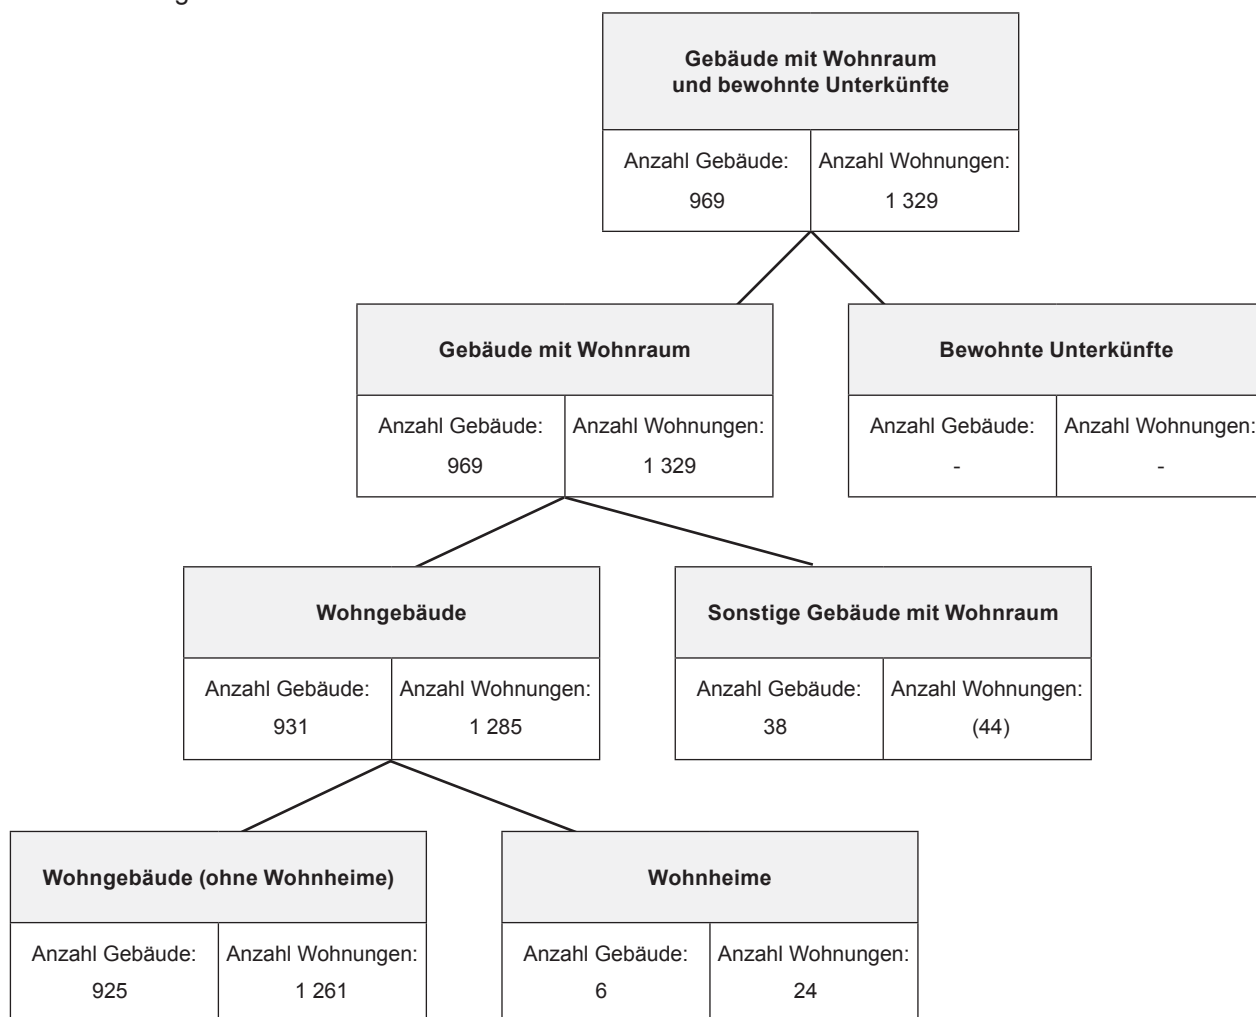 Gebäude mit Wohnraum
und bewohnte Unterkünfte
Anzahl Gebäude:
969
Anzahl Wohnungen:
1 329
Gebäude mit Wohnraum
Anzahl Gebäude:
969
Anzahl Wohnungen:
1 329
Bewohnte Unterkünfte
Anzahl Gebäude:
-
Anzahl Wohnungen:
-
Wohngebäude
Anzahl Gebäude:
931
Anzahl Wohnungen:
1 285
Sonstige Gebäude mit Wohnraum
Anzahl Gebäude:
38
Anzahl Wohnungen:
(44)
Wohngebäude (ohne Wohnheime)
Anzahl Gebäude:
925
Anzahl Wohnungen:
1 261
Wohnheime
Anzahl Gebäude:
6
Anzahl Wohnungen:
24